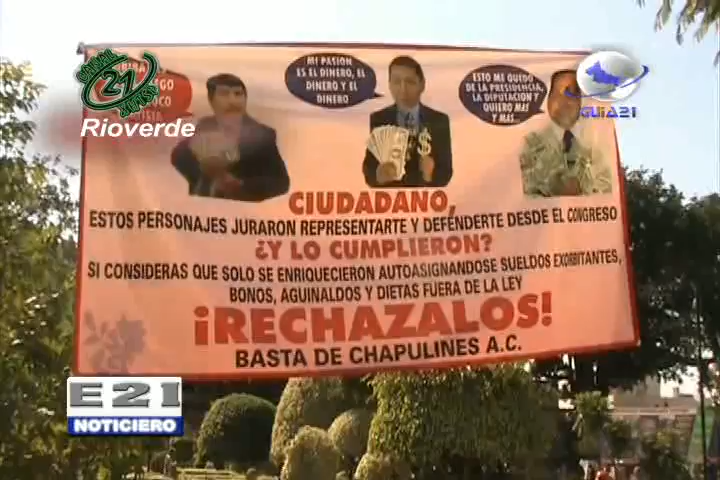 CANAL
21
Rioverde
MI PASION
ES EL DINERO, EL
DINERO Y EL
DINERO
ESTO ME QUEDO
DE LA PRESIDENCIA,
LA DIPUTACION Y
QUIERO MAS
Y MAS...
GUIA21
CIUDADANO,
ESTOS PERSONAJES JURARON REPRESENTARTE Y DEFENDERTE DESDE EL CONGRESO
¿Y LO CUMPLIERON?
SI CONSIDERAS QUE SOLO SE ENRIQUECIERON AUTOASIGNANDOSE SUELDOS EXORBITANTES,
BONOS, AGUINALDOS Y DIETAS FUERA DE LA LEY
¡RECHAZALOS!
BASTA DE CHAPULINES A.C.
E21
NOTICIERO